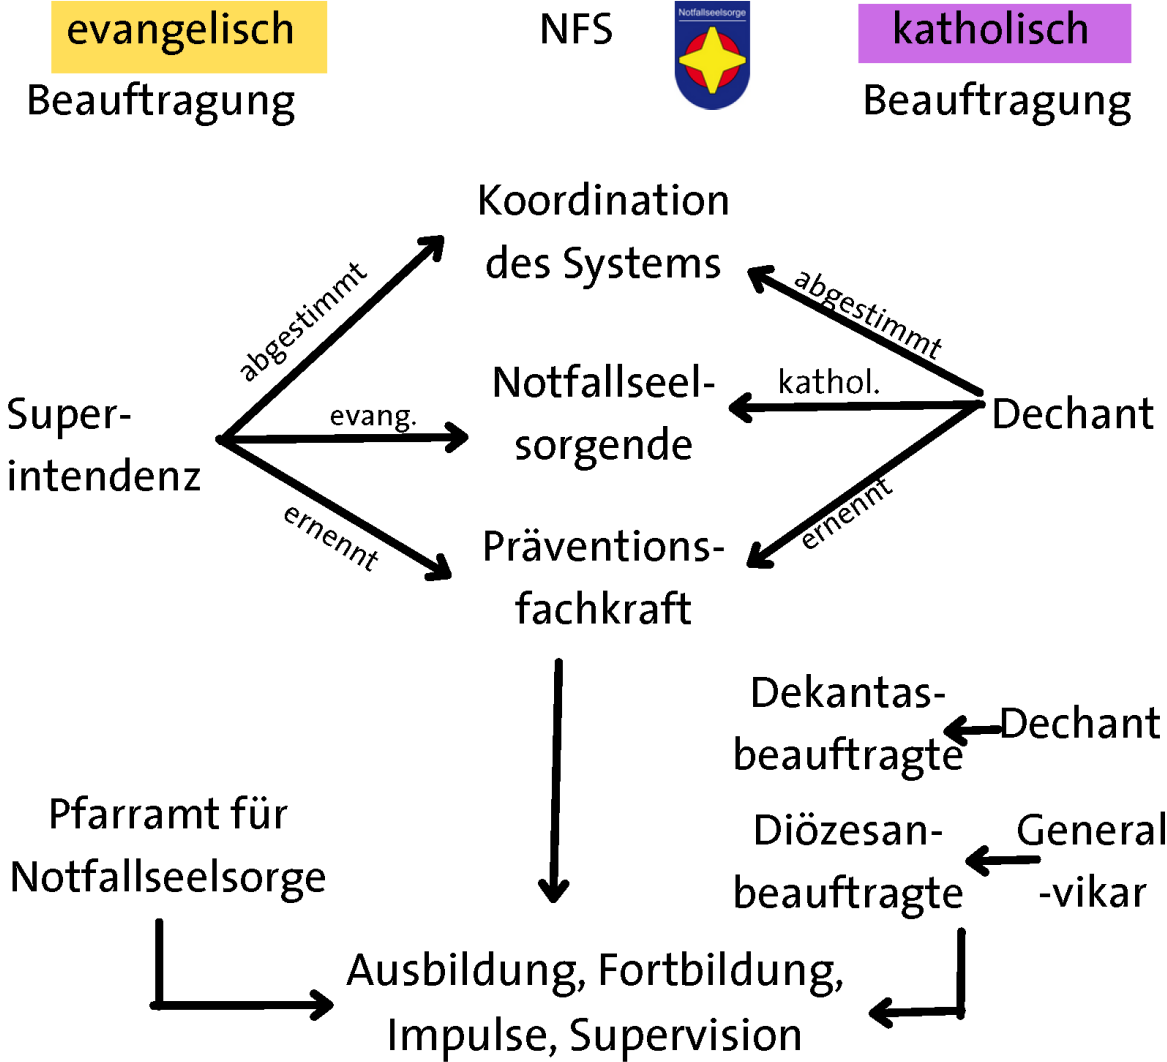 evangelisch
NFS
Notfallseelsorge
katholisch
Beauftragung
Beauftragung
Koordination
des Systems
abgestimmt
abgestimmt
Super-
intendenz
evang.
Notfallseel-
sorgende
kathol.
Dechant
ernennt
ernennt
Präventions-
fachkraft
Dekantas-
beauftragte
Dechant
Pfarramt für
Notfallseelsorge
Diözesan-
beauftragte
General
-vikar
Ausbildung, Fortbildung,
Impulse, Supervision